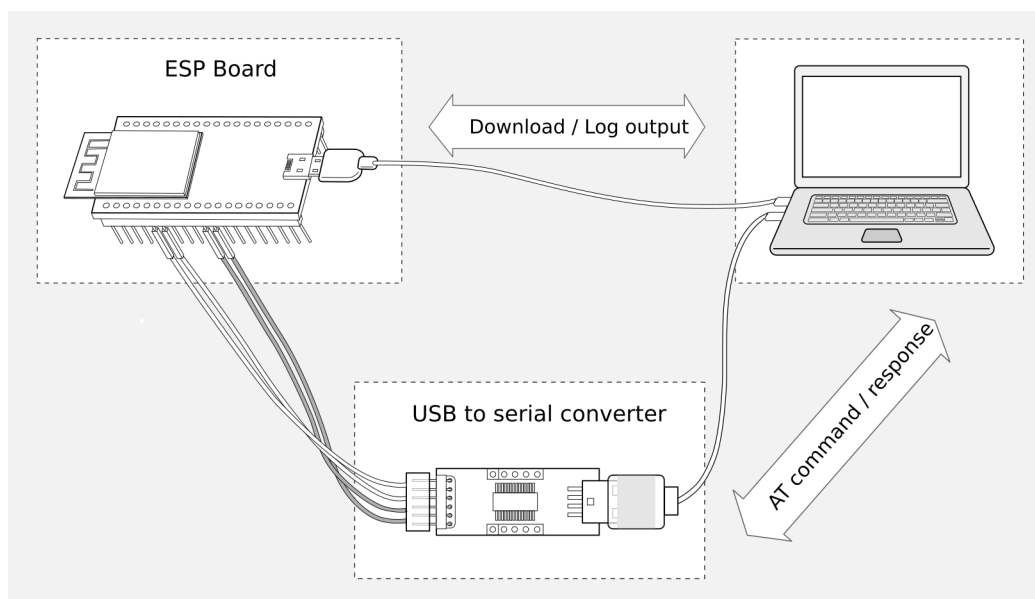 ESP Board
Download / Log output
USB to serial converter
AT command / response